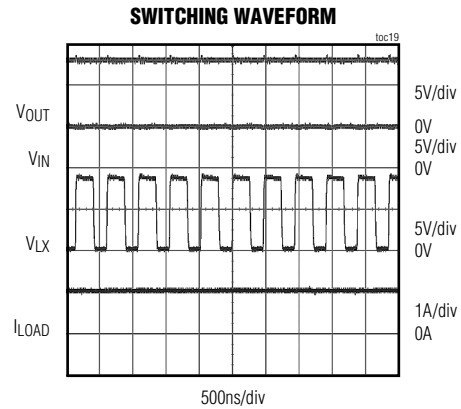 SWITCHING WAVEFORM
toc19
5V/div
VOUT
0V
5V/div
VIN
0V
5V/div
VLX
0V
1A/div
ILOAD
0A
500ns/div